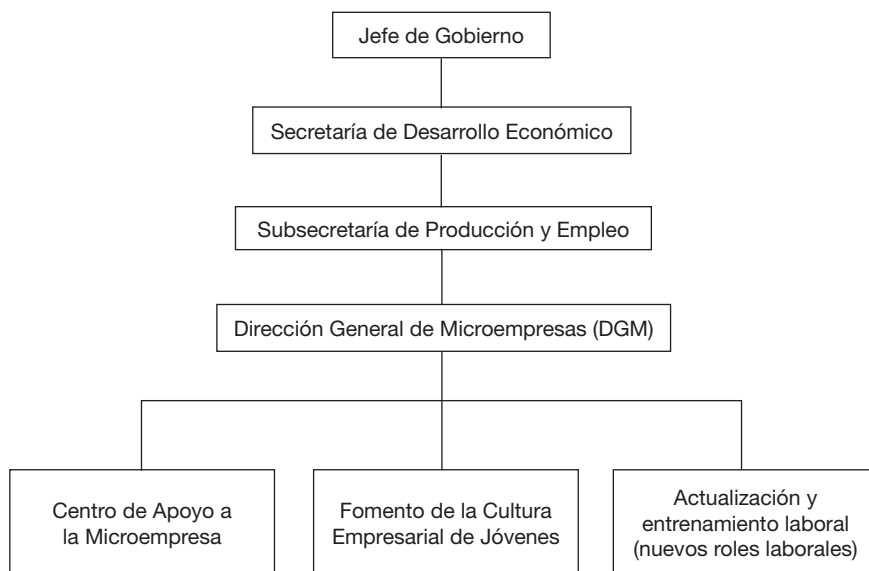 Jefe de Gobierno
Secretaría de Desarrollo Económico
Subsecretaría de Producción y Empleo
Dirección General de Microempresas (DGM)
Centro de Apoyo a
la Microempresa
Fomento de la Cultura
Empresarial de Jóvenes
Actualización y
entrenamiento laboral
(nuevos roles laborales)